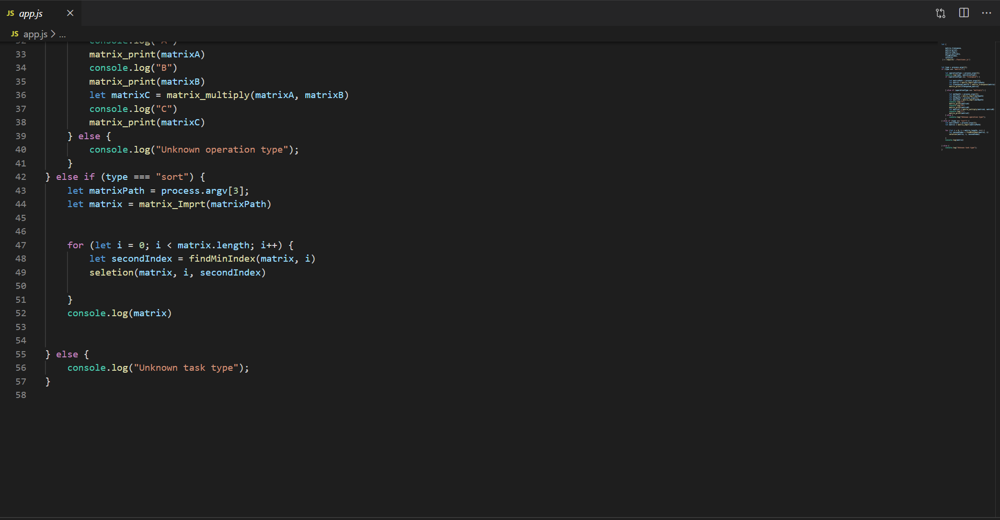 JS app.js
JS app.js > ...
32 console.log("A")
33 matrix_print(matrixA)
34 console.log("B")
35 matrix_print(matrixB)
36 let matrixC = matrix_multiply(matrixA, matrixB)
37 console.log("C")
38 matrix_print(matrixC)
39 } else {
40 console.log("Unknown operation type");
41 }
42 } else if (type === "sort") {
43 let matrixPath = process.argv[3];
44 let matrix = matrix_Imprt(matrixPath)
45
46
47 for (let i = 0; i < matrix.length; i++) {
48 let secondIndex = findMinIndex(matrix, i)
49 seletion(matrix, i, secondIndex)
50
51 }
52 console.log(matrix)
53
54
55 } else {
56 console.log("Unknown task type");
57 }
58